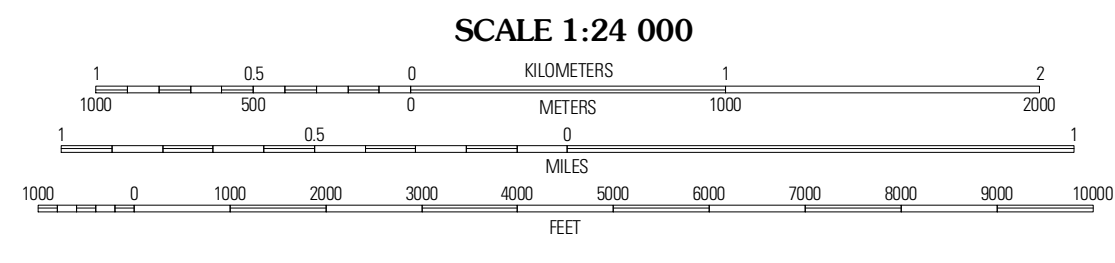 SCALE 1:24 000
1 0.5 0 KILOMETERS 1 2
1000 500 0 METERS 1000 2000
1 0.5 0 1
MILES
1000 0 1000 2000 3000 4000 5000 6000 7000 8000 9000 10000
FEET